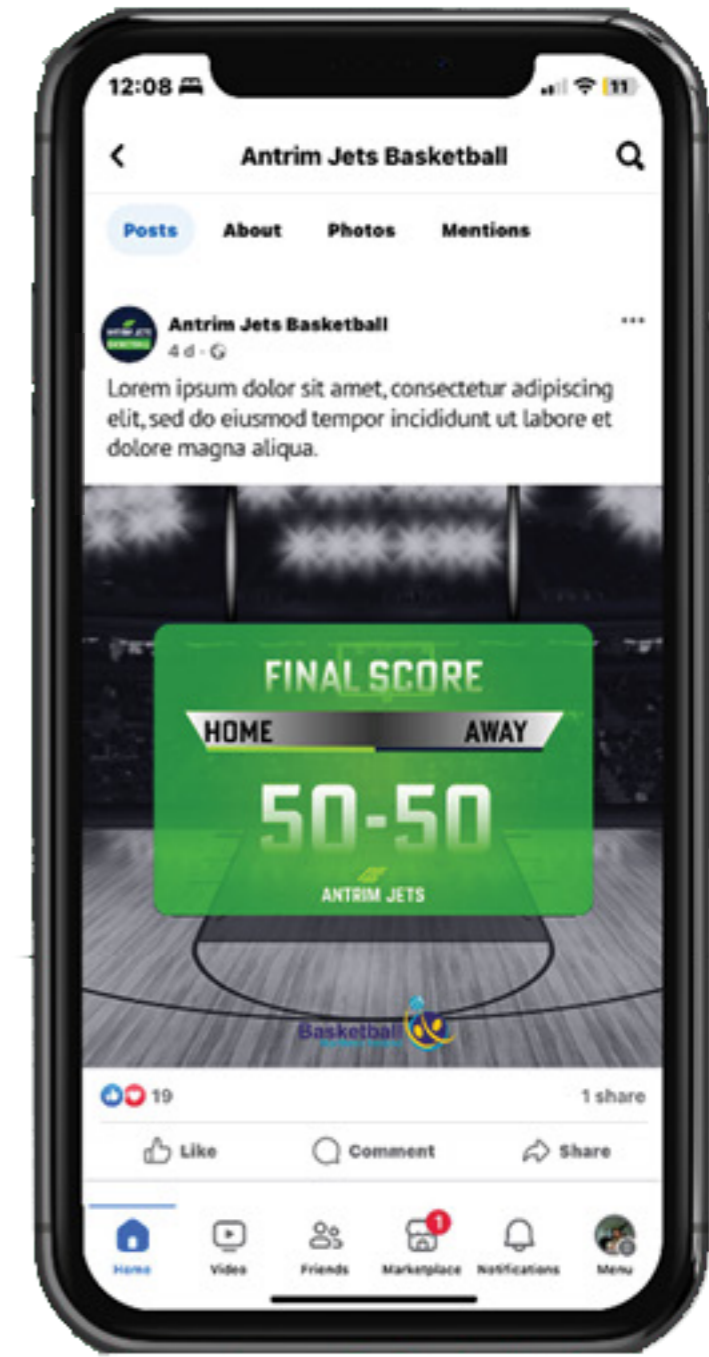 12:08
11
Antrim Jets Basketball
Posts About Photos Mentions
Antrim Jets Basketball
4 d
Lorem ipsum dolor sit amet, consectetur adipiscing
elit, sed do eiusmod tempor incididunt ut labore et
dolore magna aliqua.
FINAL SCORE
HOME AWAY
50-50
ANTRIM JETS
Basketball
19
1 share
Like Comment Share
1
Home Video Friends Marketplace Notifications Menu